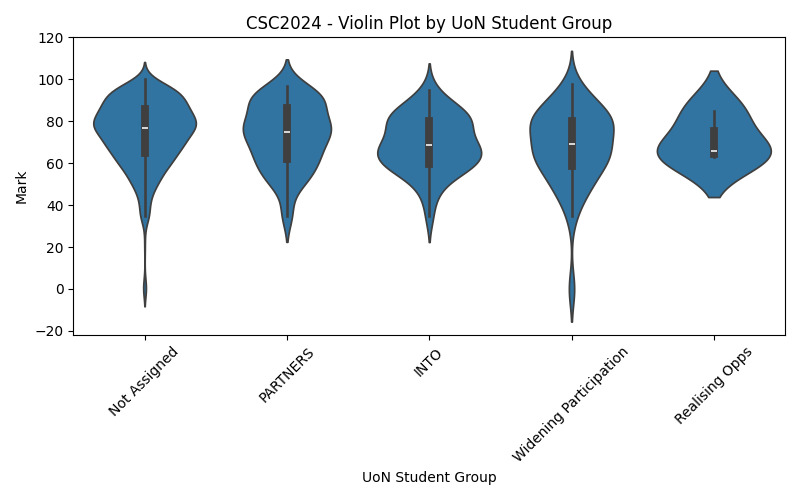 CSC2024 - Violin Plot by UoN Student Group
120
100
80
60
40
20
0
−20
Mark
Not Assigned
PARTNERS
INTO
Widening Participation
Realising Opps
UoN Student Group